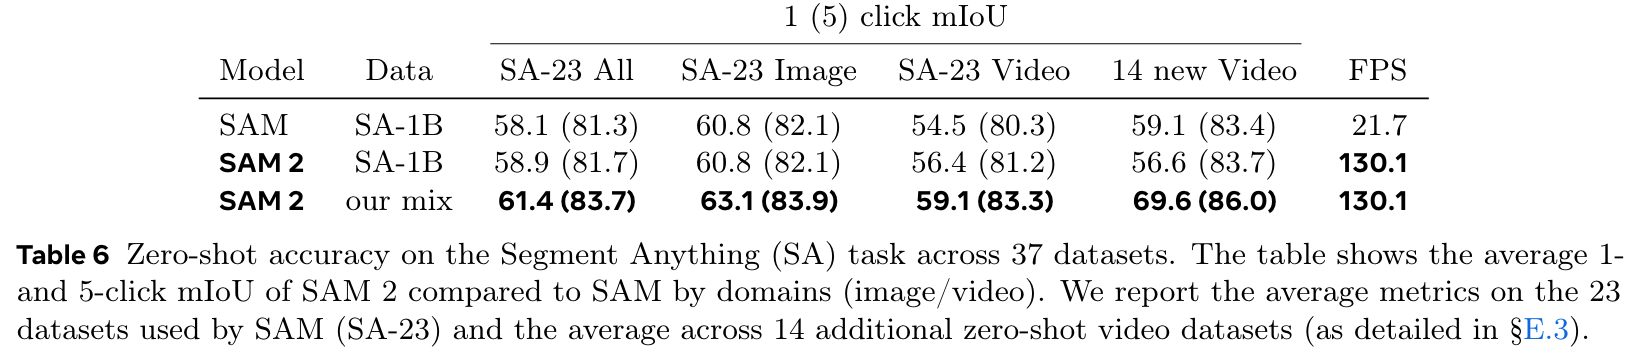 1 (5) click mIoU
Model Data SA-23 All SA-23 Image SA-23 Video 14 new Video FPS
SAM SA-1B 58.1 (81.3) 60.8 (82.1) 54.5 (80.3) 59.1 (83.4) 21.7
SAM 2 SA-1B 58.9 (81.7) 60.8 (82.1) 56.4 (81.2) 56.6 (83.7) 130.1
SAM 2 our mix 61.4 (83.7) 63.1 (83.9) 59.1 (83.3) 69.6 (86.0) 130.1
Table 6 Zero-shot accuracy on the Segment Anything (SA) task across 37 datasets. The table shows the average 1-
and 5-click mIoU of SAM 2 compared to SAM by domains (image/video). We report the average metrics on the 23
datasets used by SAM (SA-23) and the average across 14 additional zero-shot video datasets (as detailed in §E.3).